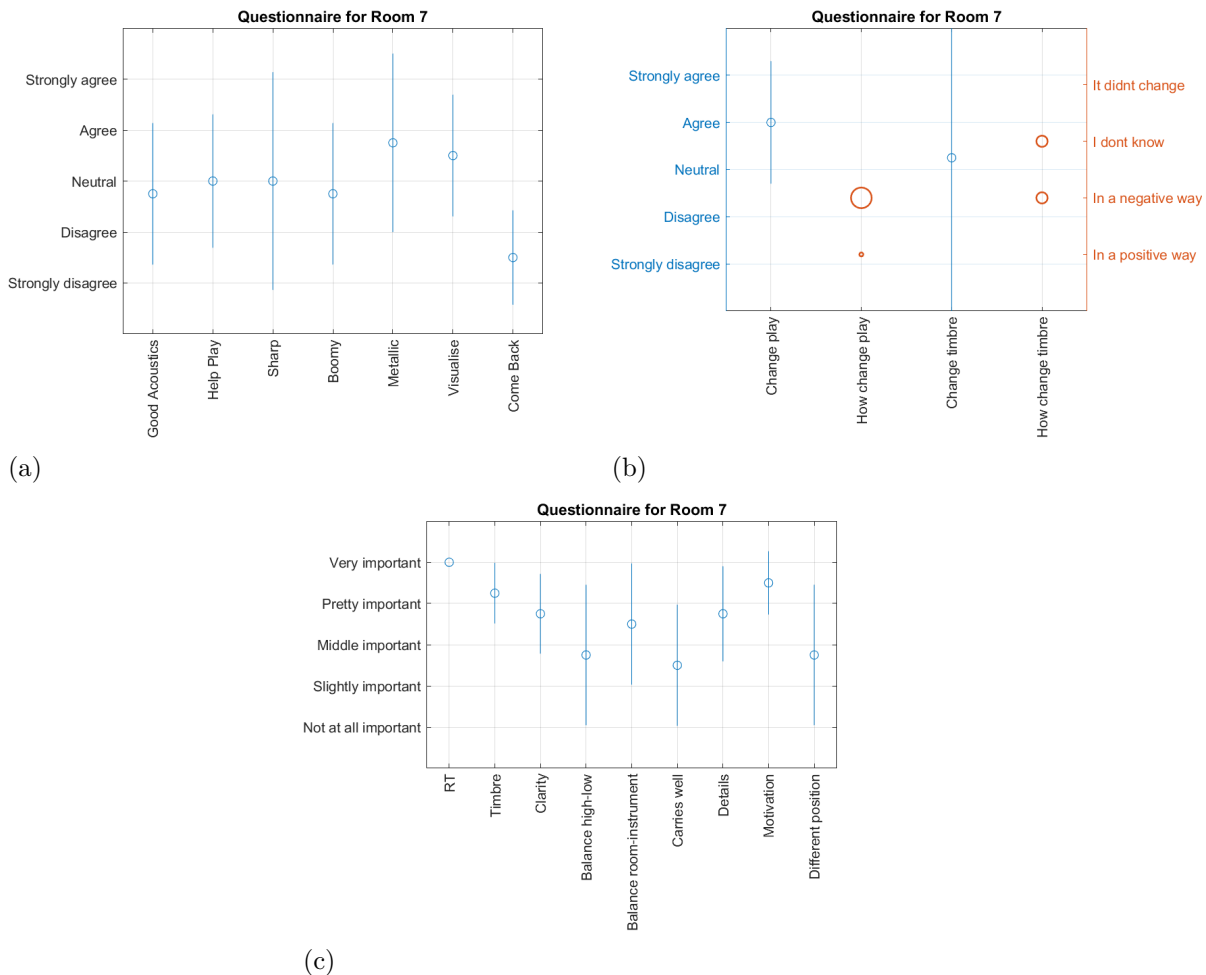 Questionnaire for Room 7
Strongly agree
Agree
Neutral
Disagree
Strongly disagree
Good Acoustics
Help Play
Sharp
Boomy
Metallic
Visualise
Come Back
(a)
Questionnaire for Room 7
Strongly agree
Agree
Neutral
Disagree
Strongly disagree
It didnt change
I dont know
In a negative way
In a positive way
Change play
How change play
Change timbre
How change timbre
(b)
Questionnaire for Room 7
Very important
Pretty important
Middle important
Slightly important
Not at all important
RT
Timbre
Clarity
Balance high-low
Balance room-instrument
Carries well
Details
Motivation
Different position
(c)